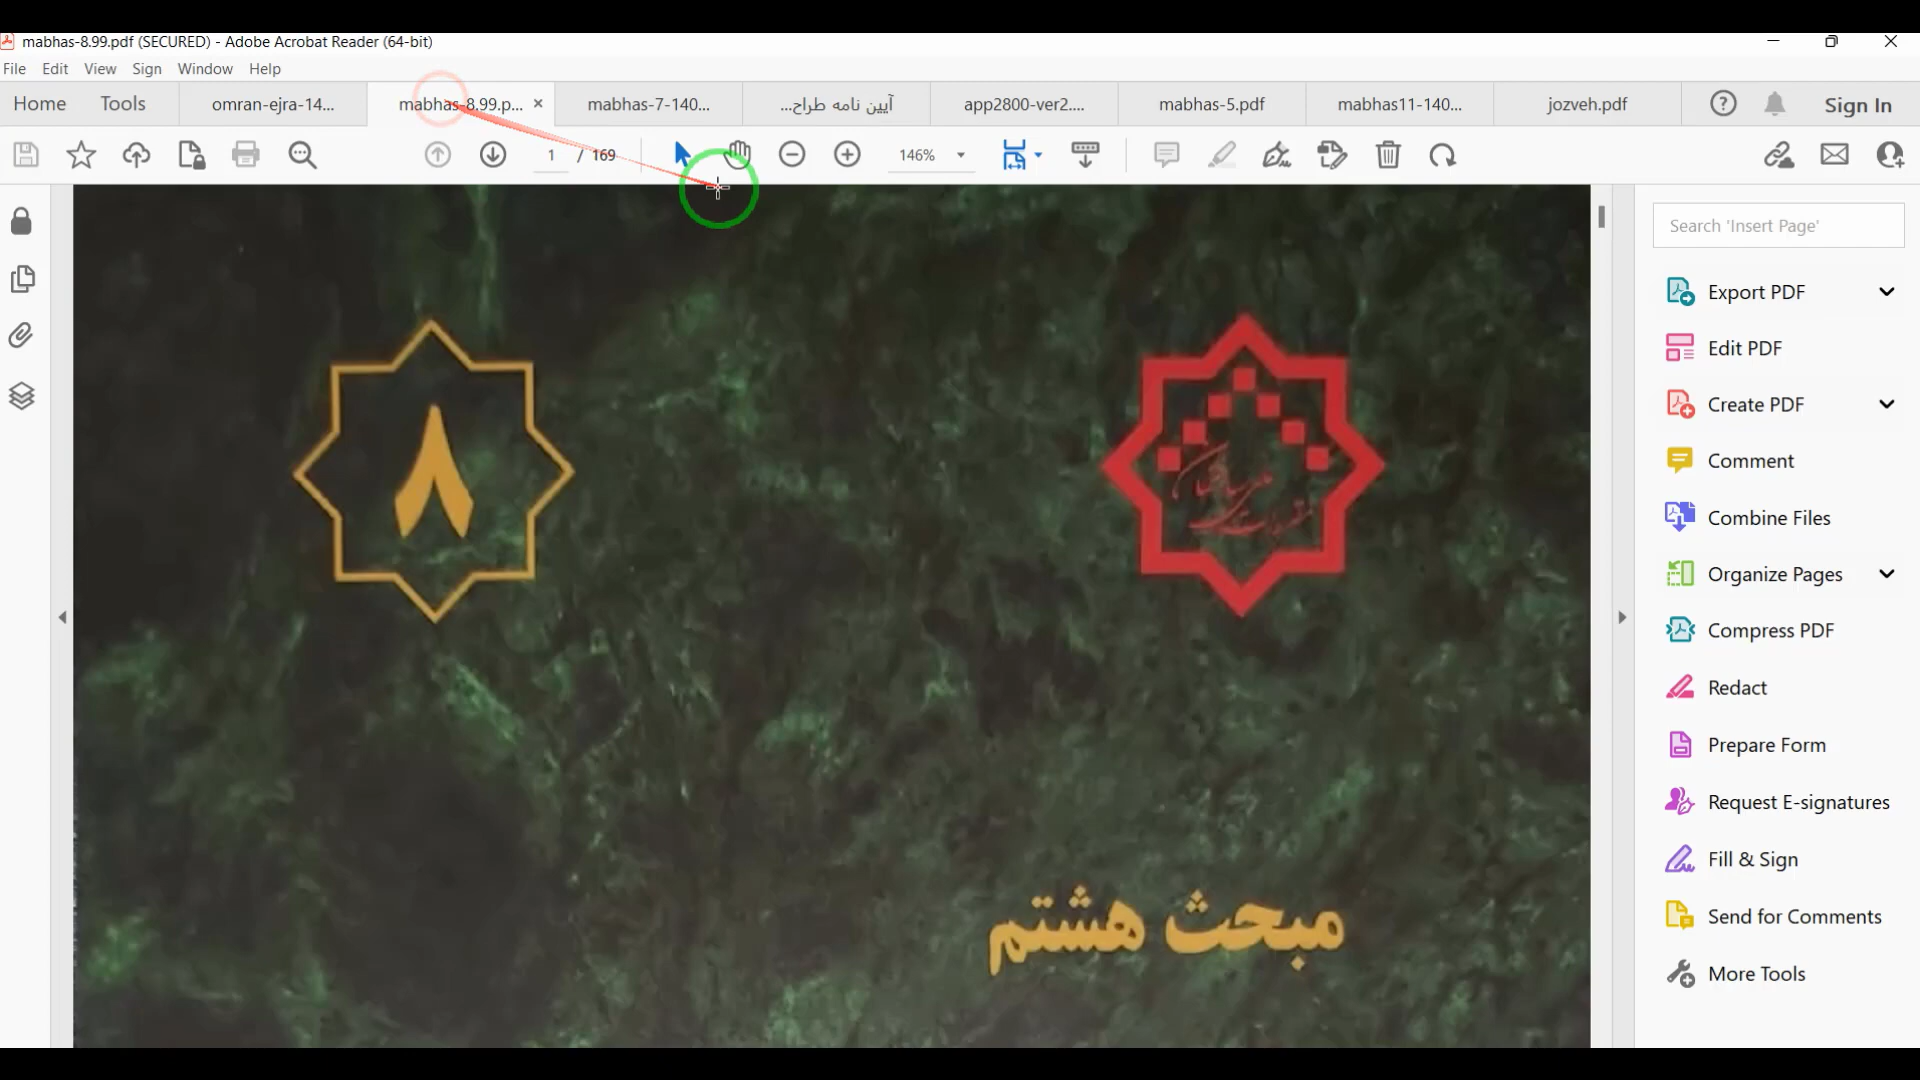 mabhas-8.99.pdf (SECURED) - Adobe Acrobat Reader (64-bit)
File Edit View Sign Window Help
Home Tools omran-ejra-14... mabhas-8.99.p... mabhas-7-140... آیین نامه طراح... app2800-ver2.... mabhas-5.pdf mabhas11-140... jozveh.pdf Sign In
1 / 169 146%
Search 'Insert Page'
Export PDF
Edit PDF
Create PDF
Comment
Combine Files
Organize Pages
Compress PDF
Redact
Prepare Form
Request E-signatures
Fill & Sign
Send for Comments
More Tools
۸
مقررات ملی ساختمان
مبحث هشتم